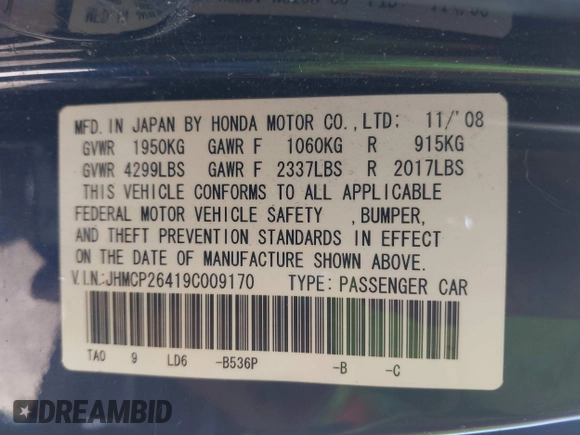 MFD. IN JAPAN BY HONDA MOTOR CO., LTD; 11/'08
GVWR 1950KG GAWR F 1060KG R 915KG
GVWR 4299LBS GAWR F 2337LBS R 2017LBS
THIS VEHICLE CONFORMS TO ALL APPLICABLE
FEDERAL MOTOR VEHICLE SAFETY ,BUMPER,
AND THEFT PREVENTION STANDARDS IN EFFECT
ON THE DATE OF MANUFACTURE SHOWN ABOVE.
V.I.N.:JHMCP26419C009170 TYPE: PASSENGER CAR
TA0 9 LD6 -B536P -B -C
DREAMBID